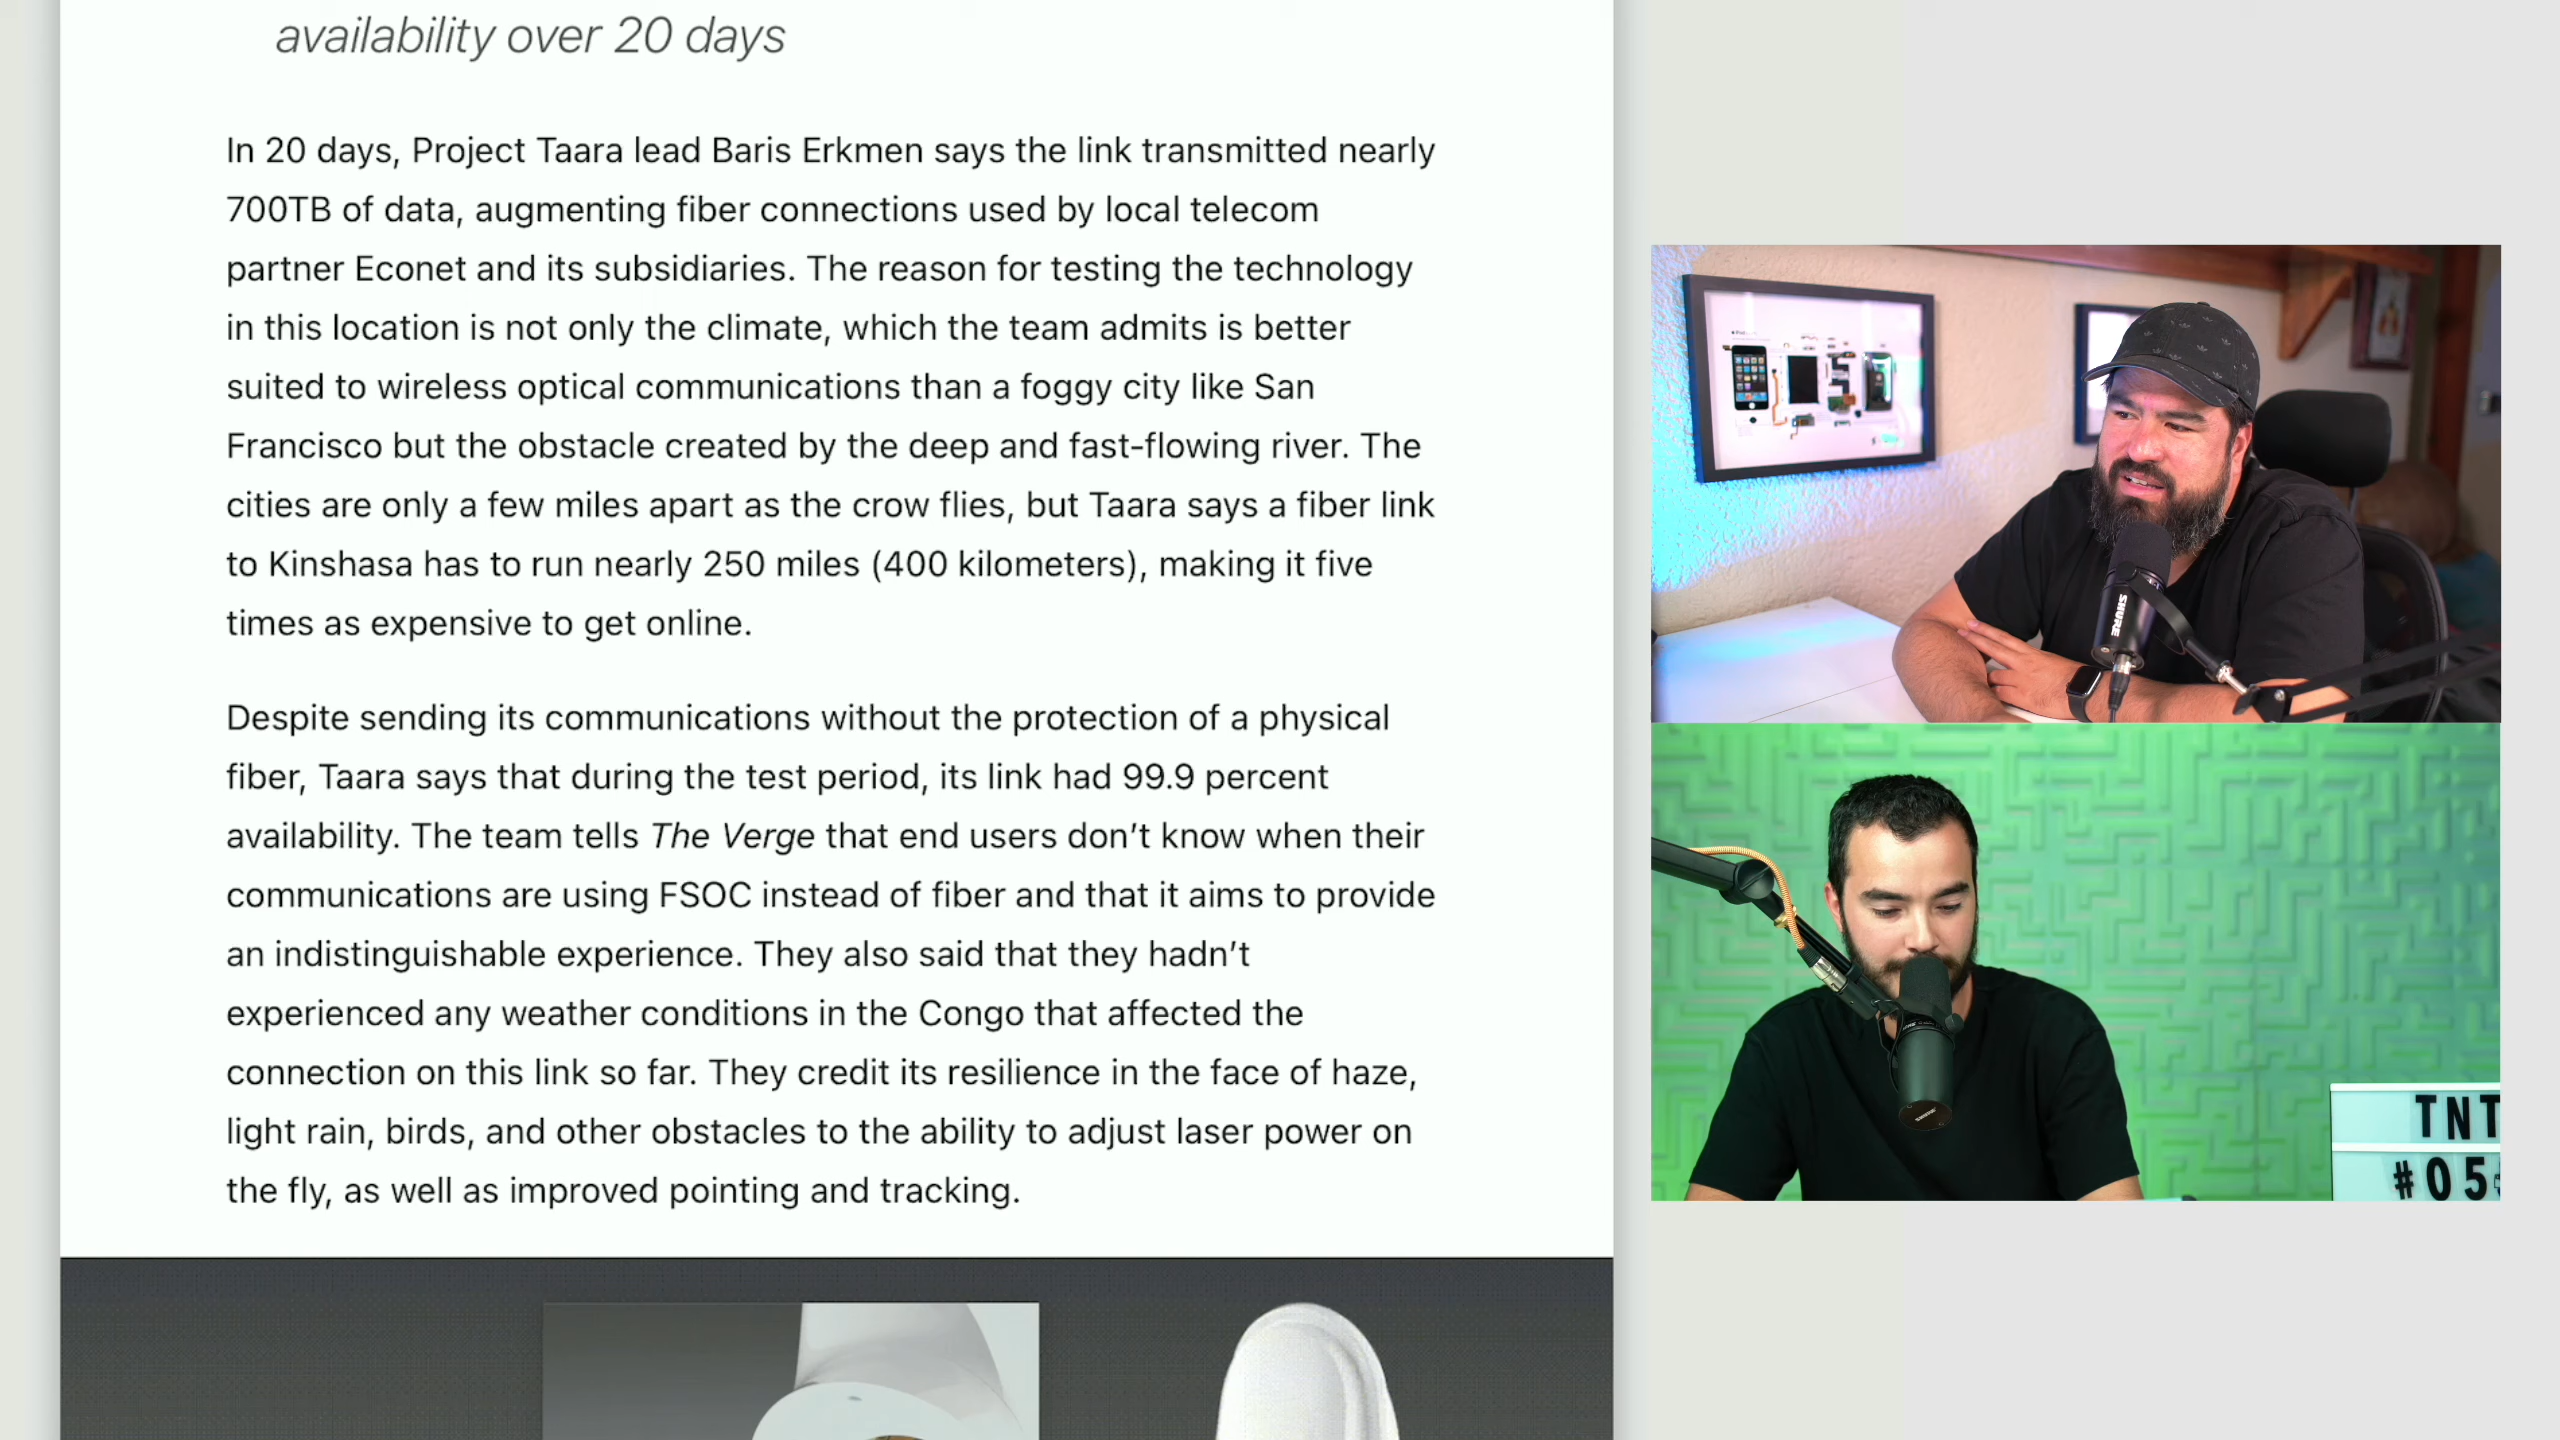 availability over 20 days
In 20 days, Project Taara lead Baris Erkmen says the link transmitted nearly
700TB of data, augmenting fiber connections used by local telecom
partner Econet and its subsidiaries. The reason for testing the technology
in this location is not only the climate, which the team admits is better
suited to wireless optical communications than a foggy city like San
Francisco but the obstacle created by the deep and fast-flowing river. The
cities are only a few miles apart as the crow flies, but Taara says a fiber link
to Kinshasa has to run nearly 250 miles (400 kilometers), making it five
times as expensive to get online.
Despite sending its communications without the protection of a physical
fiber, Taara says that during the test period, its link had 99.9 percent
availability. The team tells The Verge that end users don’t know when their
communications are using FSOC instead of fiber and that it aims to provide
an indistinguishable experience. They also said that they hadn’t
experienced any weather conditions in the Congo that affected the
connection on this link so far. They credit its resilience in the face of haze,
light rain, birds, and other obstacles to the ability to adjust laser power on
the fly, as well as improved pointing and tracking.
SHURE
TNT
#05